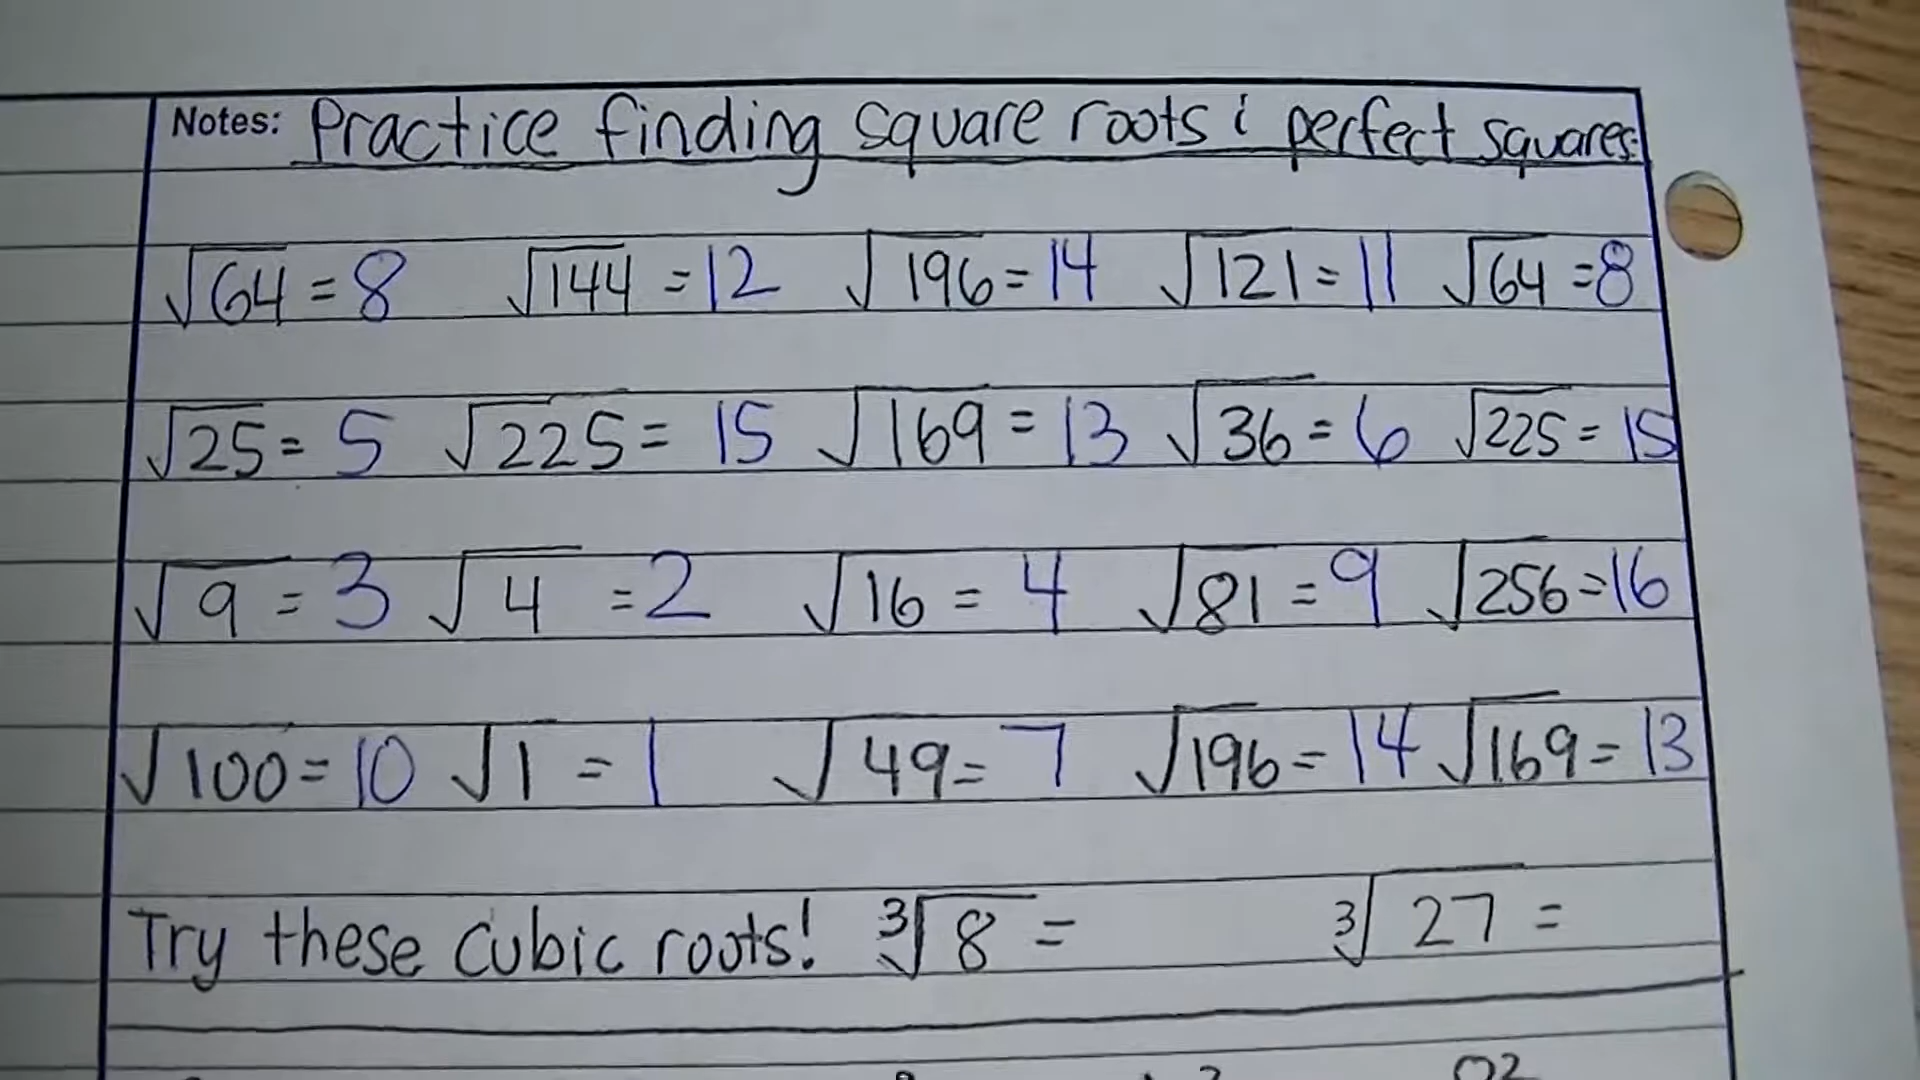 Notes: Practice finding square roots & perfect squares:
√64 = 8 √144 = 12 √196 = 14 √121 = 11 √64 = 8
√25 = 5 √225 = 15 √169 = 13 √36 = 6 √225 = 15
√9 = 3 √4 = 2 √16 = 4 √81 = 9 √256 = 16
√100 = 10 √1 = 1 √49 = 7 √196 = 14 √169 = 13
Try these cubic roots! ³√8 = ³√27 =